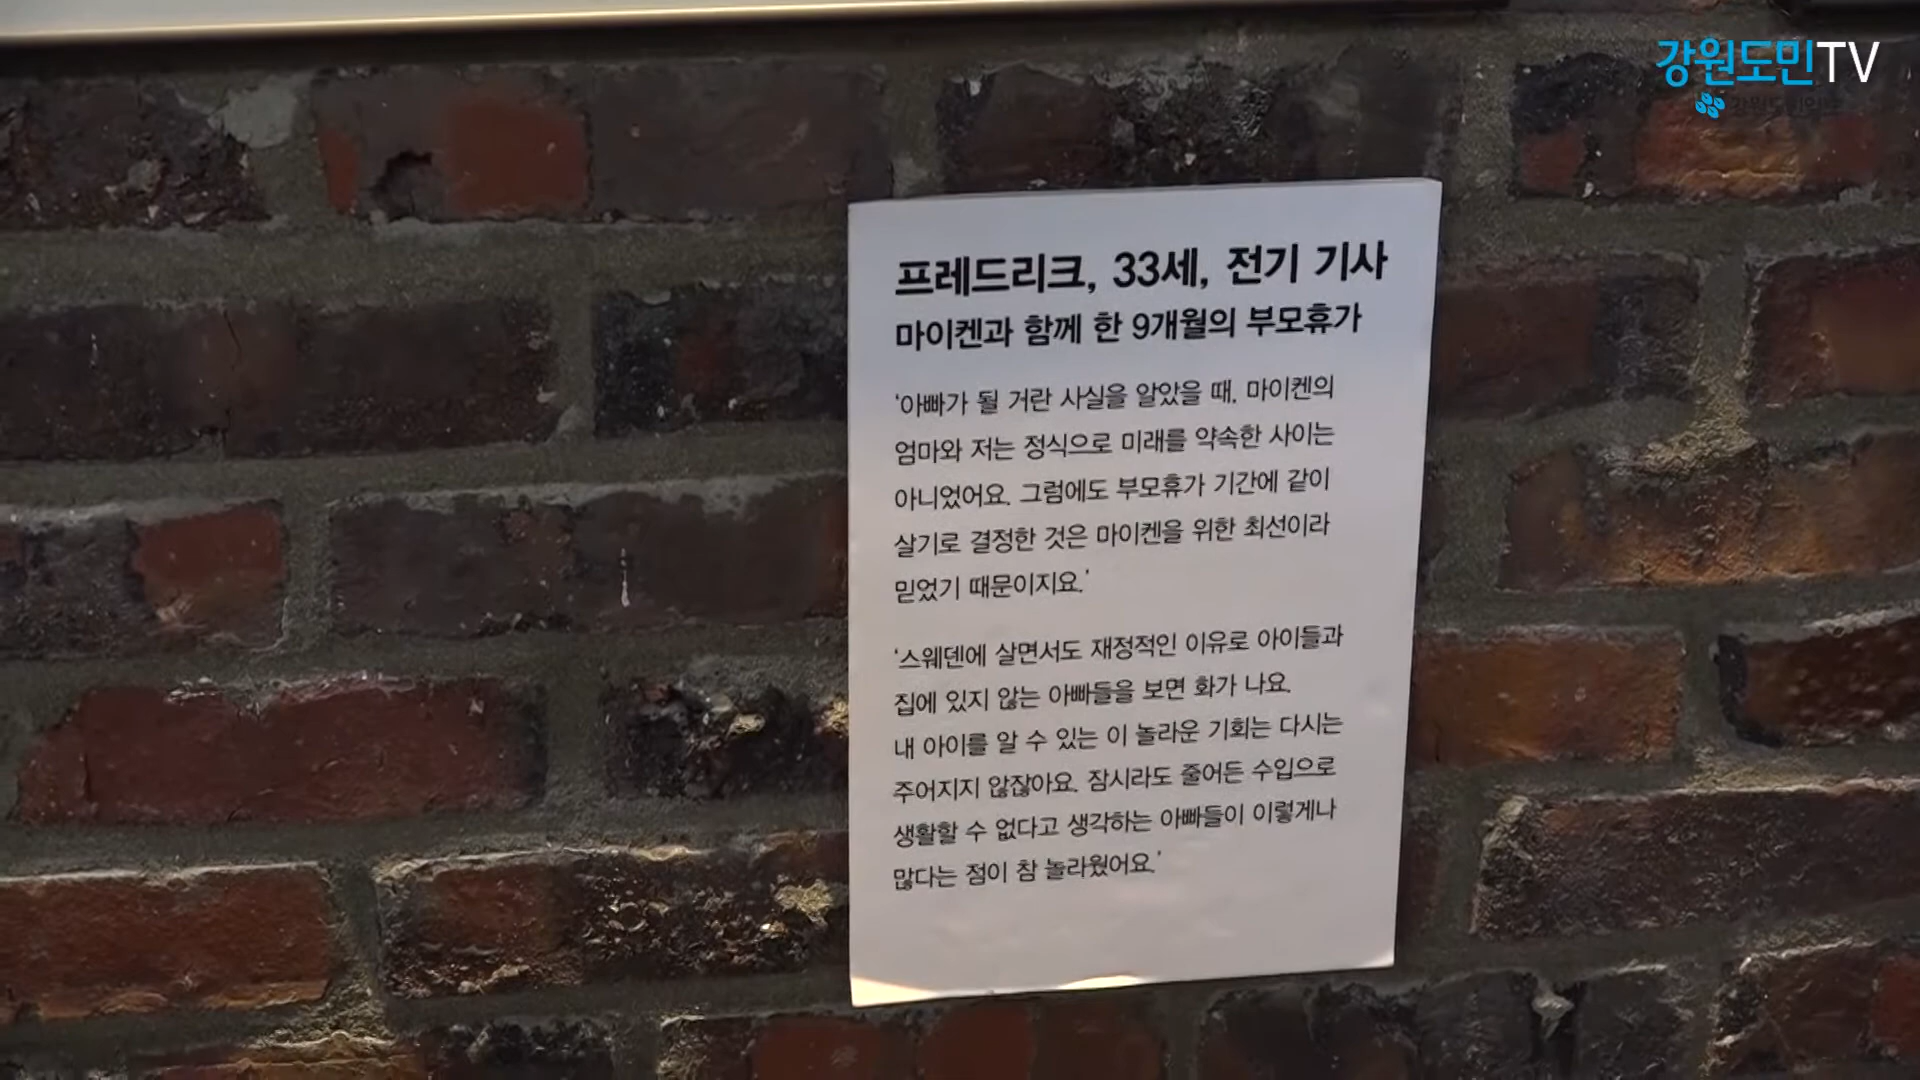 강원도민TV
프레드리크, 33세, 전기 기사
마이켄과 함께 한 9개월의 부모휴가
‘아빠가 될 거란 사실을 알았을 때, 마이켄의
엄마와 저는 정식으로 미래를 약속한 사이는
아니었어요. 그럼에도 부모휴가 기간에 같이
살기로 결정한 것은 마이켄을 위한 최선이라
믿었기 때문이지요.’
‘스웨덴에 살면서도 재정적인 이유로 아이들과
집에 있지 않는 아빠들을 보면 화가 나요.
내 아이를 알 수 있는 이 놀라운 기회는 다시는
주어지지 않잖아요. 잠시라도 줄어든 수입으로
생활할 수 없다고 생각하는 아빠들이 이렇게나
많다는 점이 참 놀라웠어요.’